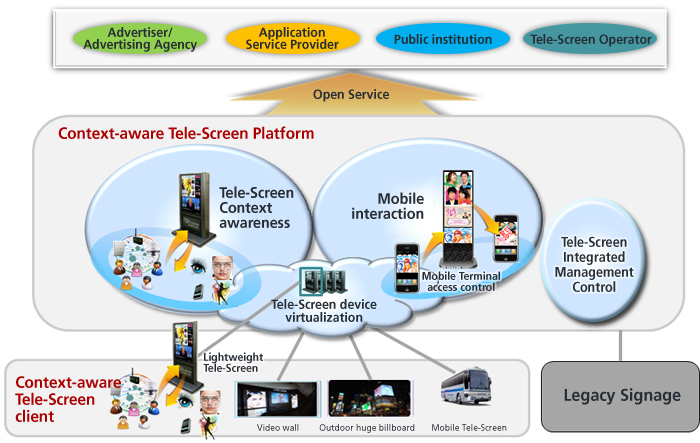 Advertiser/
Advertising Agency
Application
Service Provider
Public institution
Tele-Screen Operator
Open Service
Context-aware Tele-Screen Platform
Tele-Screen
Context
awareness
Mobile
interaction
Tele-Screen
Integrated
Management
Control
Mobile Terminal
access control
Tele-Screen device
virtualization
Lightweight
Tele-Screen
Context-aware
Tele-Screen
client
Video wall
Outdoor huge billboard
Mobile Tele-Screen
Legacy Signage